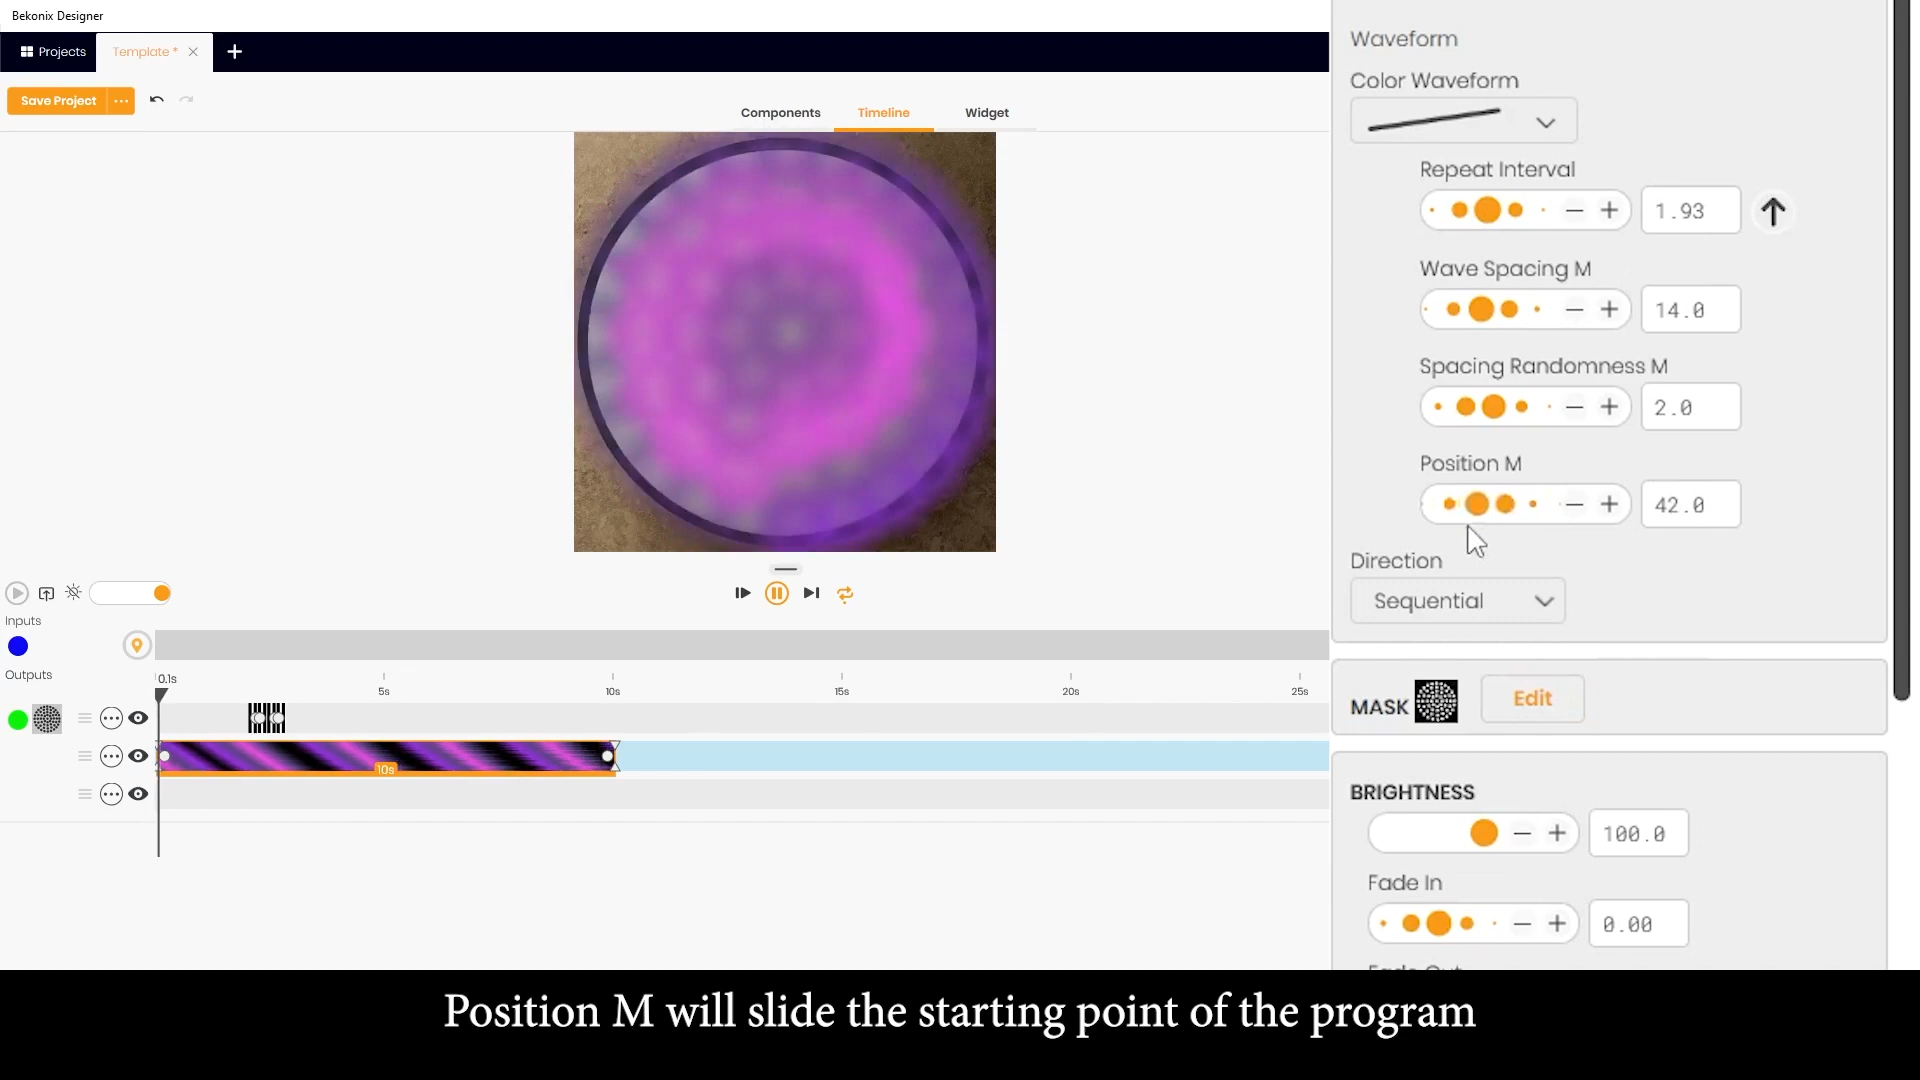 Bekonix Designer
Projects
Template *
Save Project
Components
Timeline
Widget
Inputs
Outputs
0.1s
5s
10s
15s
20s
25s
10s
Waveform
Color Waveform
Repeat Interval
1.93
Wave Spacing M
14.0
Spacing Randomness M
2.0
Position M
42.0
Direction
Sequential
MASK
Edit
BRIGHTNESS
100.0
Fade In
0.00
Position M will slide the starting point of the program